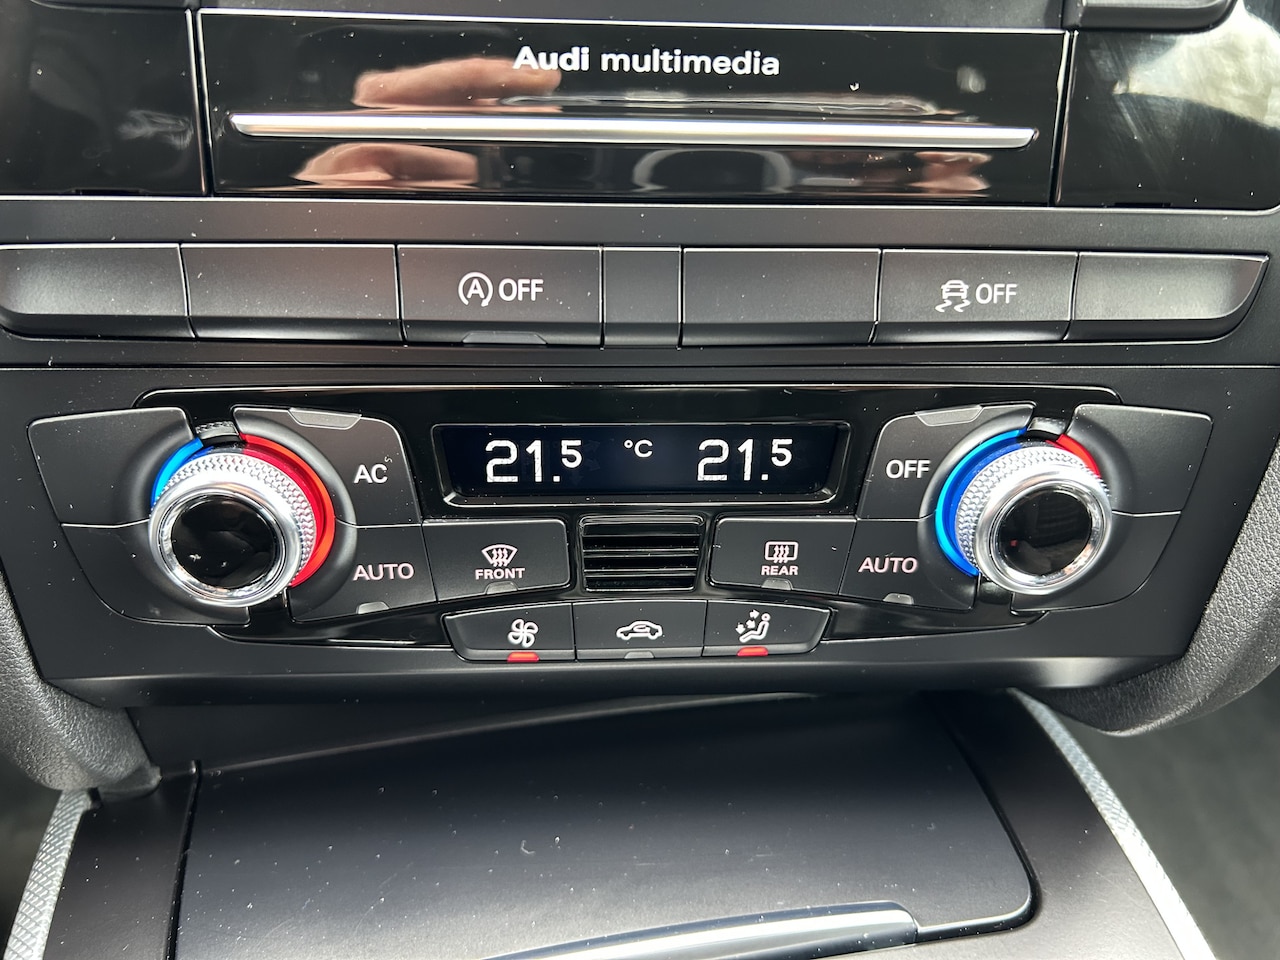 Audi multimedia
A OFF
OFF
AC
21.5 °C 21.5
OFF
AUTO
FRONT
REAR
AUTO